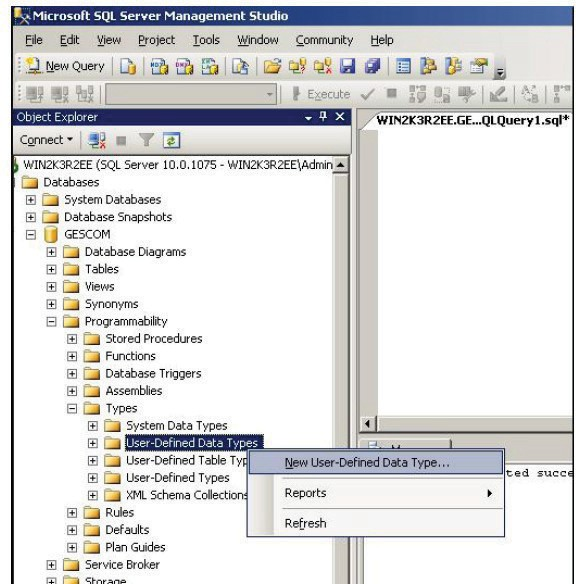 Microsoft SQL Server Management Studio
File Edit View Project Tools Window Community Help
New Query
Execute
Object Explorer
WIN2K3R2EE.GE...QLQuery1.sql*
Connect
WIN2K3R2EE (SQL Server 10.0.1075 - WIN2K3R2EE\Admin
Databases
System Databases
Database Snapshots
GESCOM
Database Diagrams
Tables
Views
Synonyms
Programmability
Stored Procedures
Functions
Database Triggers
Assemblies
Types
System Data Types
User-Defined Data Types
User-Defined Table Typ
New User-Defined Data Type...
ted succe
User-Defined Types
XML Schema Collections
Reports
Rules
Refresh
Defaults
Plan Guides
Service Broker
Storage